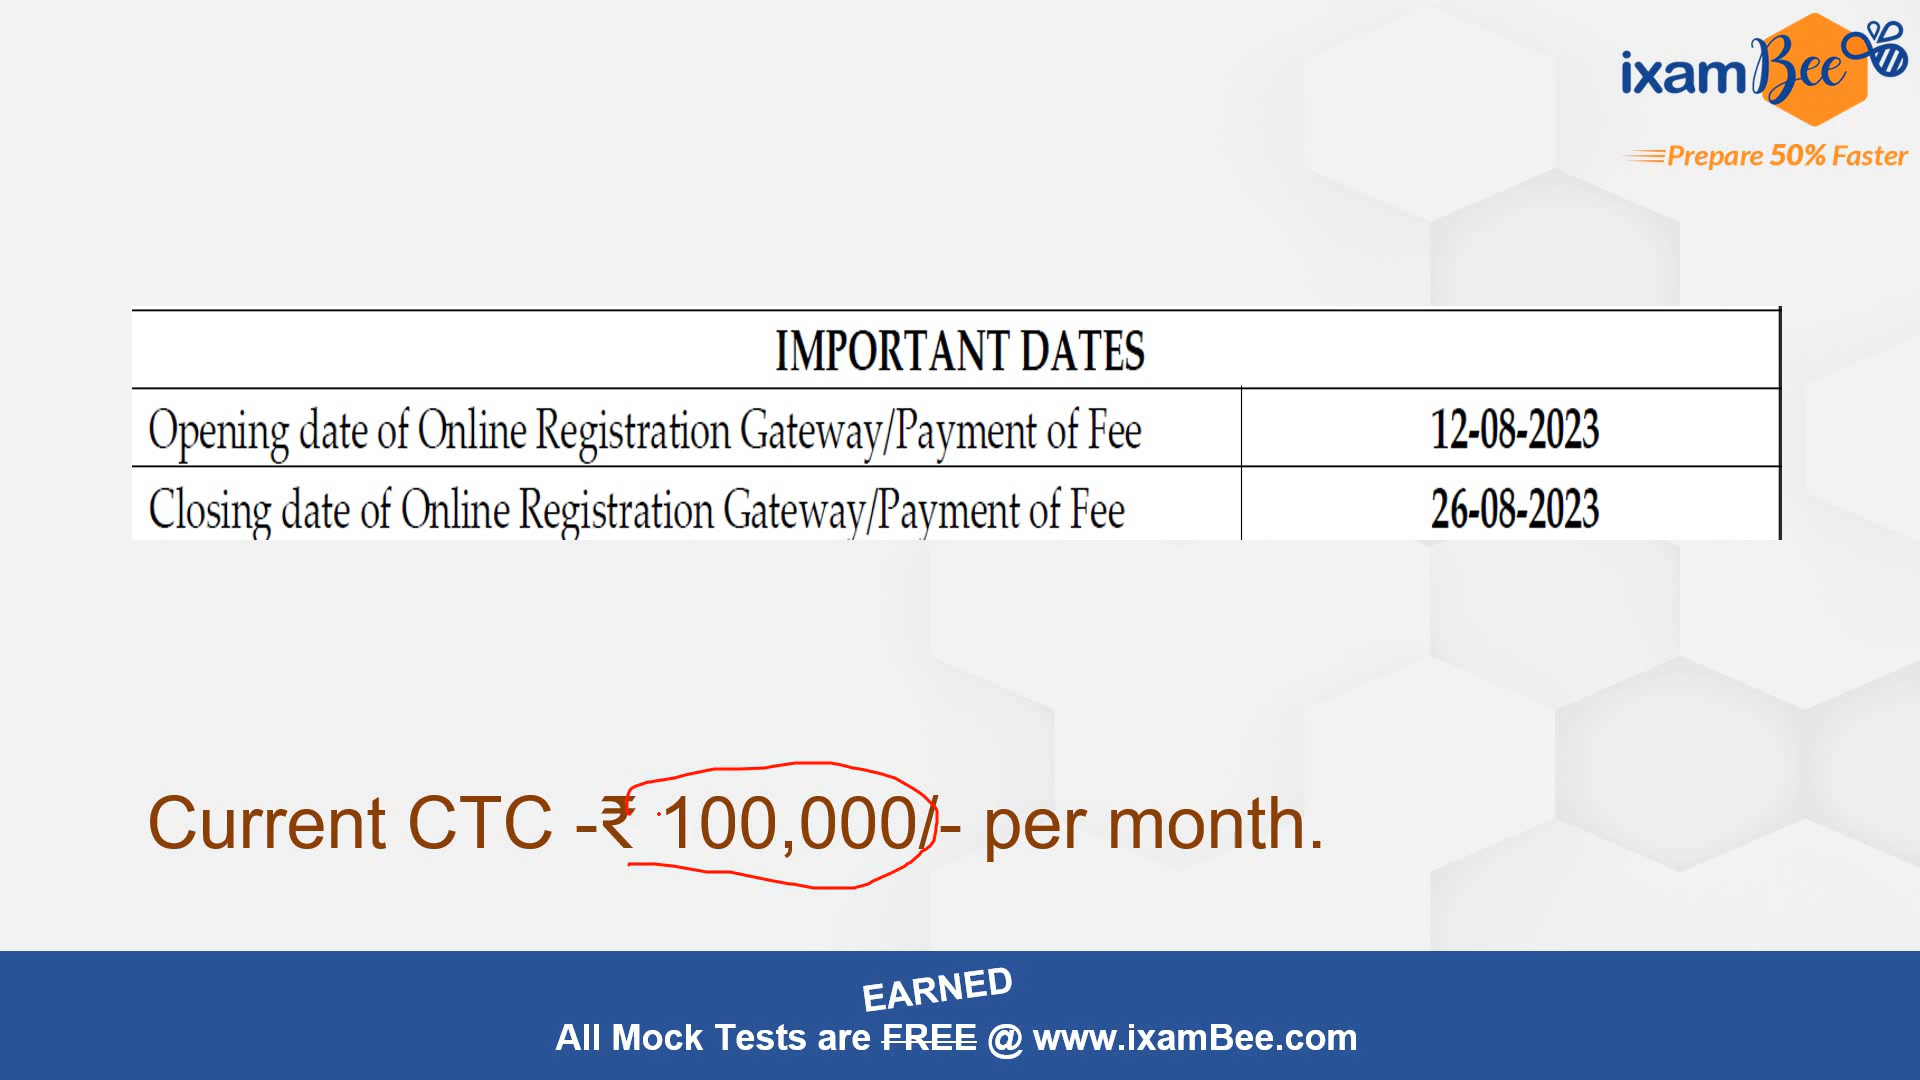 ixamBee
Prepare 50% Faster
IMPORTANT DATES
Opening date of Online Registration Gateway/Payment of Fee 12-08-2023
Closing date of Online Registration Gateway/Payment of Fee 26-08-2023
Current CTC -₹ 100,000/- per month.
EARNED
All Mock Tests are FREE @ www.ixamBee.com